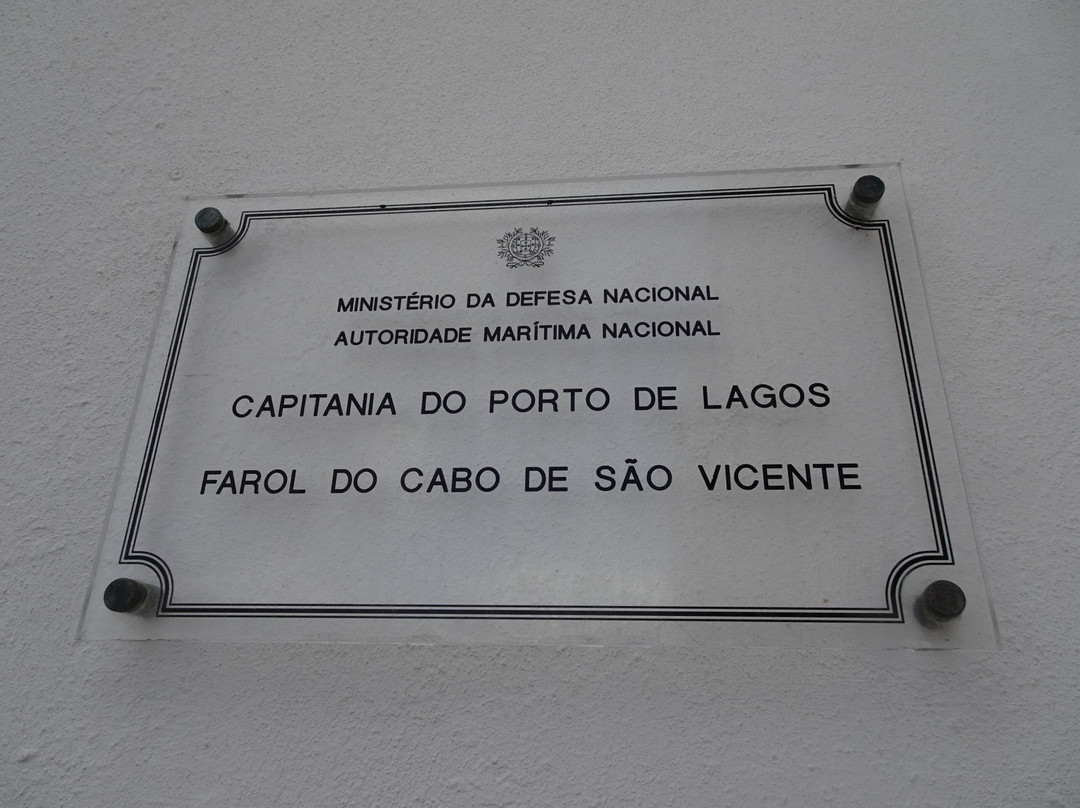 MINISTÉRIO DA DEFESA NACIONAL
AUTORIDADE MARÍTIMA NACIONAL
CAPITANIA DO PORTO DE LAGOS
FAROL DO CABO DE SÃO VICENTE